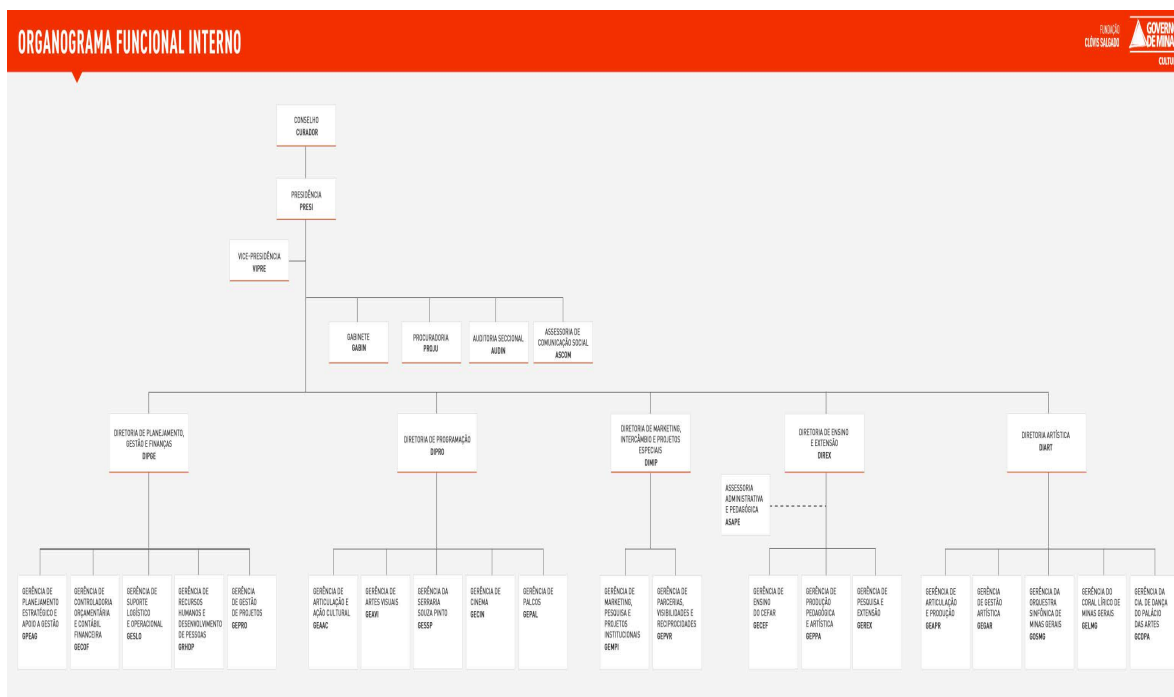 ORGANOGRAMA FUNCIONAL INTERNO
FUNDAÇÃO
CLÓVIS SALGADO
GOVERNO
DE MINAS
CULTURA
CONSELHO
CURADOR
PRESIDÊNCIA
PRESI
VICE-PRESIDÊNCIA
VIPRE
GABINETE
GABIN
PROCURADORIA
PROJU
AUDITORIA SECCIONAL
AUDIN
ASSESSORIA DE
COMUNICAÇÃO SOCIAL
ASCOM
DIRETORIA DE PLANEJAMENTO,
GESTÃO E FINANÇAS
DIPGE
DIRETORIA DE PROGRAMAÇÃO
DIPRO
DIRETORIA DE MARKETING,
INTERCÂMBIO E PROJETOS
ESPECIAIS
DIMIP
DIRETORIA DE ENSINO
E EXTENSÃO
DIREX
DIRETORIA ARTÍSTICA
DIART
ASSESSORIA
ADMINISTRATIVA
E PEDAGÓGICA
ASAPE
GERÊNCIA DE
PLANEJAMENTO
ESTRATÉGICO E
APOIO A GESTÃO
GPEAG
GERÊNCIA DE
CONTROLADORIA
ORÇAMENTÁRIA
E CONTÁBIL
FINANCEIRA
GECOF
GERÊNCIA DE
SUPORTE
LOGÍSTICO
E OPERACIONAL
GESLO
GERÊNCIA DE
RECURSOS
HUMANOS E
DESENVOLVIMENTO
DE PESSOAS
GRHDP
GERÊNCIA
DE GESTÃO
DE PROJETOS
GEPRO
GERÊNCIA DE
ARTICULAÇÃO E
AÇÃO CULTURAL
GEAAC
GERÊNCIA DE
ARTES VISUAIS
GEAVI
GERÊNCIA DA
SERRARIA
SOUZA PINTO
GESSP
GERÊNCIA DE
CINEMA
GECIN
GERÊNCIA DE
PALCOS
GEPAL
GERÊNCIA DE
MARKETING,
PESQUISA E
PROJETOS
INSTITUCIONAIS
GEMPI
GERÊNCIA DE
PARCERIAS,
VISIBILIDADES E
RECIPROCIDADES
GEPVR
GERÊNCIA DE
ENSINO
DO CEFAR
GECEF
GERÊNCIA DE
PRODUÇÃO
PEDAGÓGICA
E ARTÍSTICA
GEPPA
GERÊNCIA DE
PESQUISA E
EXTENSÃO
GEREX
GERÊNCIA DE
ARTICULAÇÃO
E PRODUÇÃO
GEAPR
GERÊNCIA
DE GESTÃO
ARTÍSTICA
GEGAR
GERÊNCIA DA
ORQUESTRA
SINFÔNICA DE
MINAS GERAIS
GOSMG
GERÊNCIA DO
CORAL LÍRICO DE
MINAS GERAIS
GELMG
GERÊNCIA DA
CIA. DE DANÇA
DO PALÁCIO
DAS ARTES
GCDPA